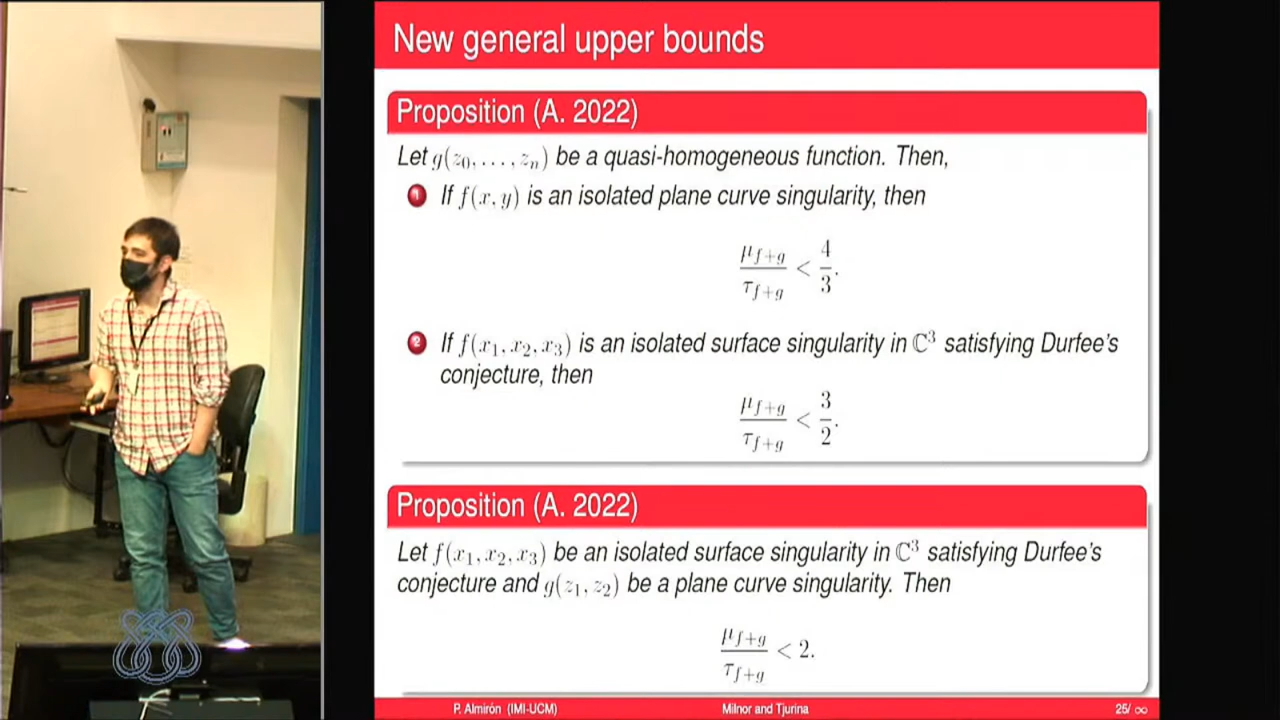 New general upper bounds
Proposition (A. 2022)
Let g(z₀, . . . , zₙ) be a quasi-homogeneous function. Then,
1 If f(x, y) is an isolated plane curve singularity, then
μ_{f+g} / τ_{f+g} < 4/3.
2 If f(x₁, x₂, x₃) is an isolated surface singularity in ℂ³ satisfying Durfee's
conjecture, then
μ_{f+g} / τ_{f+g} < 3/2.
Proposition (A. 2022)
Let f(x₁, x₂, x₃) be an isolated surface singularity in ℂ³ satisfying Durfee's
conjecture and g(z₁, z₂) be a plane curve singularity. Then
μ_{f+g} / τ_{f+g} < 2.
P. Almirón (IMI-UCM) Milnor and Tjurina 25/ ∞